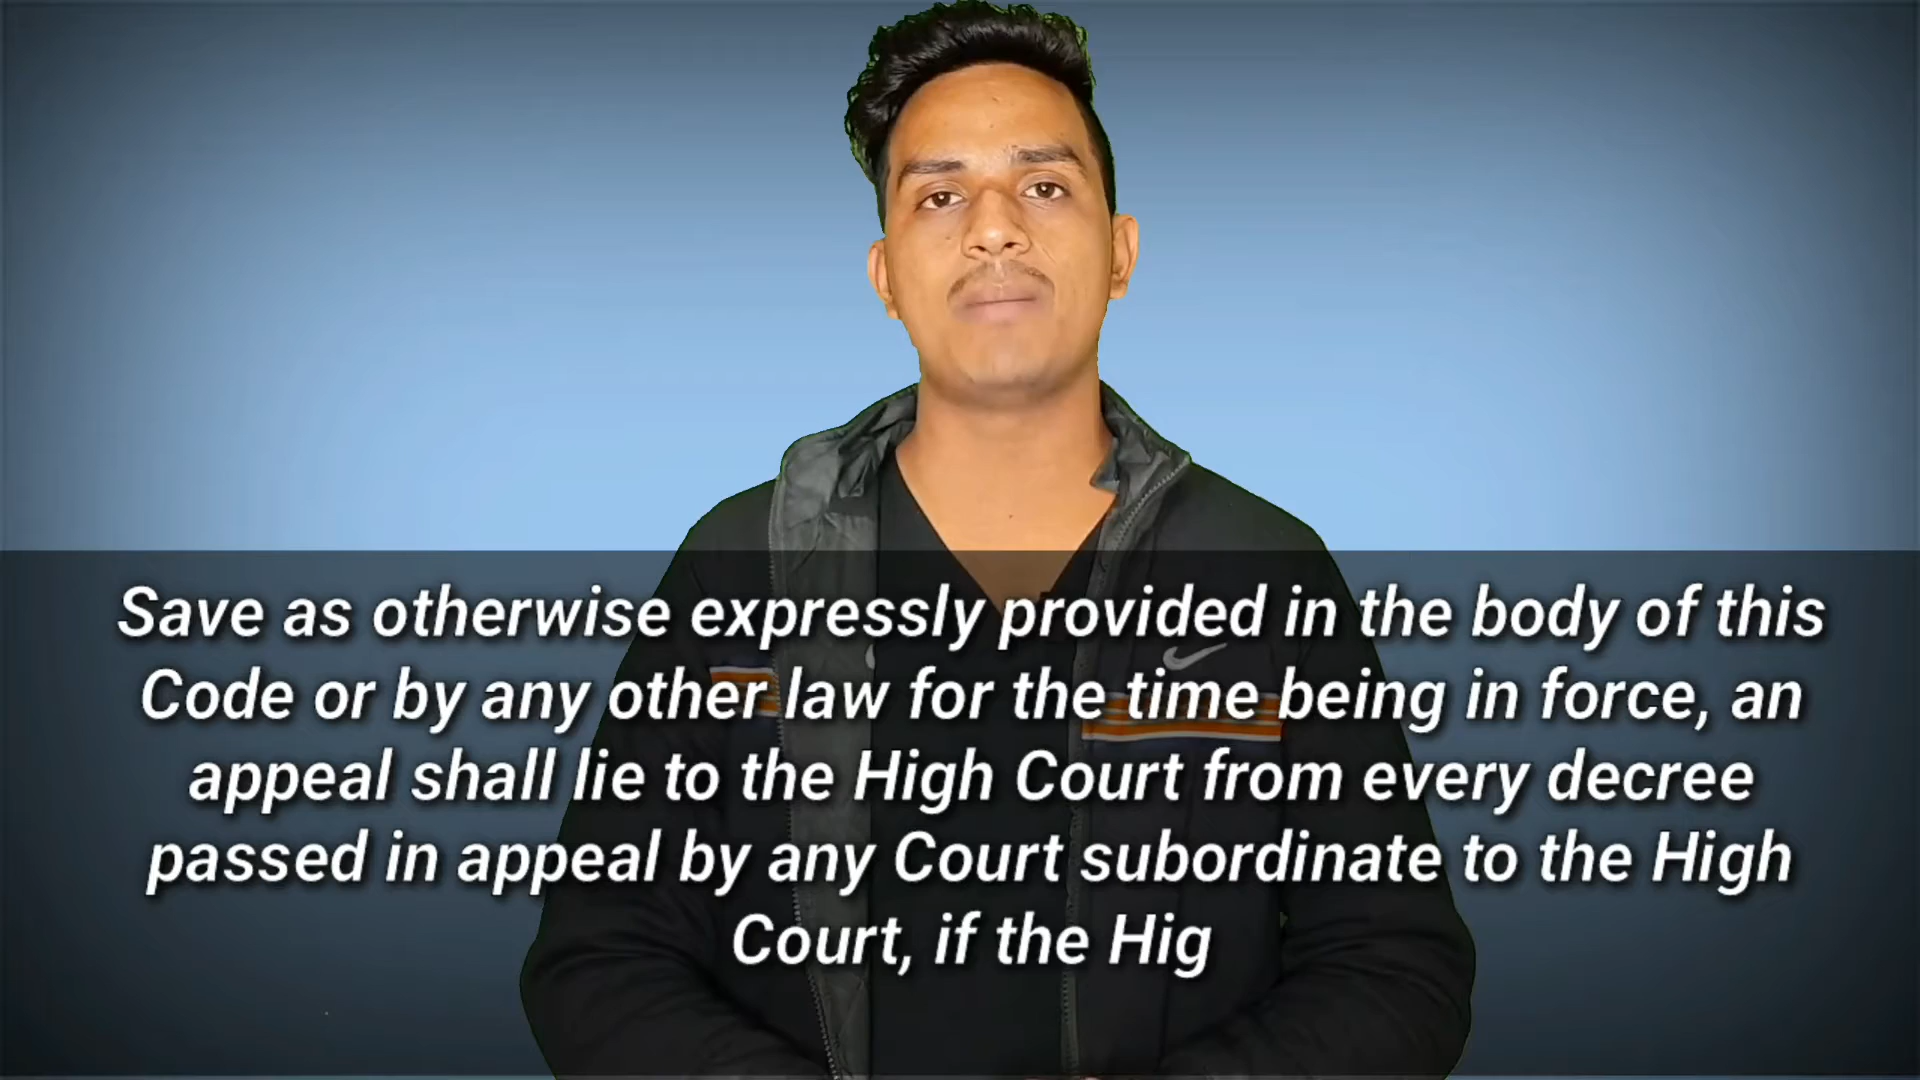 Save as otherwise expressly provided in the body of this
Code or by any other law for the time being in force, an
appeal shall lie to the High Court from every decree
passed in appeal by any Court subordinate to the High
Court, if the Hig